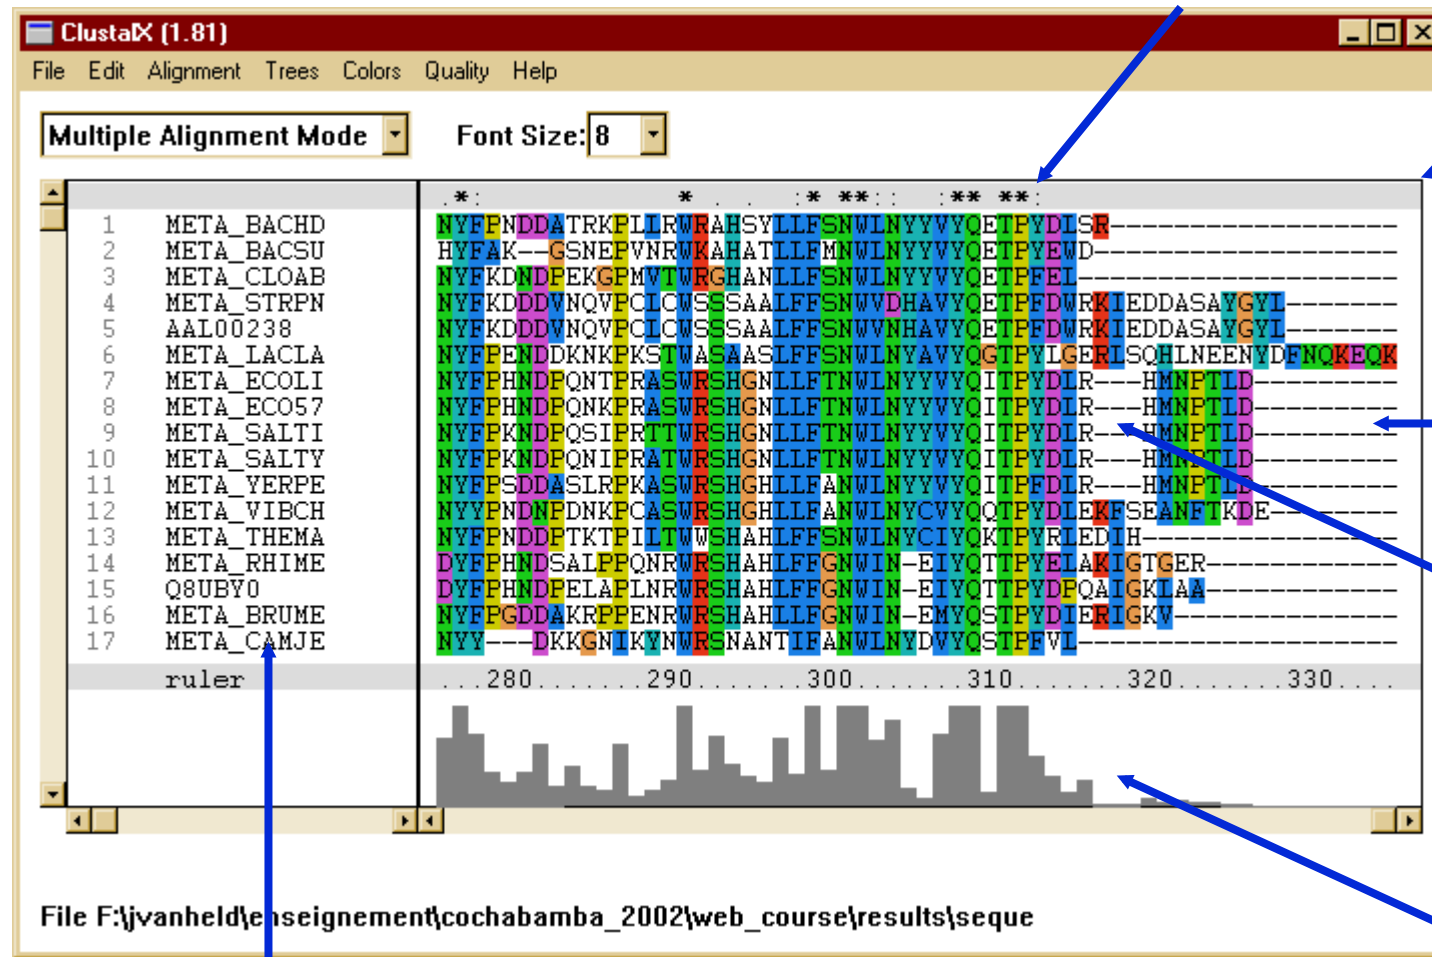 ClustalX (1.81)
File Edit Alignment Trees Colors Quality Help
Multiple Alignment Mode Font Size: 8
.*:            * .  .  :* **: :  :** **:
1 META_BACHD NYFPNDDATRKPLLRWRAHSYLLFSNWLNYYVYQETPYDLSR------------------
2 META_BACSU HYFAK--GSNEPVNRWKAHATLLFMNWLNYYVYQETPYEWD-------------------
3 META_CLOAB NYFKDNDPEKGPMVTWRGHANLLFSNWLNYYVYQETPFEL--------------------
4 META_STRPN NYFKDDDVNQVPCLCWSSSAALFFSNWVDHAVYQETPFDWRKIEDDASAYGYL-------
5 AAL00238 NYFKDDDVNQVPCLCWSSSAALFFSNWVNHAVYQETPFDWRKIEDDASAYGYL-------
6 META_LACLA NYFPENDDKNKPKSTWASAASLFFSNWLNYAVYQGTPYLGERLSQHLNEENYDFNQKEQK
7 META_ECOLI NYFPHNDPQNTPRASWRSHGNLLFTNWLNYYVYQITPYDLR---HMNPTLD---------
8 META_ECO57 NYFPHNDPQNKPRASWRSHGNLLFTNWLNYYVYQITPYDLR---HMNPTLD---------
9 META_SALTI NYFPKNDPQSIPRTTWRSHGNLLFTNWLNYYVYQITPYDLR---HMNPTLD---------
10 META_SALTY NYFPKNDPQNIPRATWRSHGNLLFTNWLNYYVYQITPYDLR---HMNPTLD---------
11 META_YERPE NYFPSDDASLRPKASWRSHGHLLFANWLNYYVYQITPFDLR---HMNPTLD---------
12 META_VIBCH NYYPNDNPDNKPCASWRSHGHLLFANWLNYCVYQQTPYDLEKFSEANFTKDE--------
13 META_THEMA NYFPNDDPTKTPILTWWSHAHLFFSNWLNYCIYQKTPYRLEDIH----------------
14 META_RHIME DYFPHNDSALPPQNRWRSHAHLFFGNWIN-EIYQTTPYELAKIGTGER------------
15 Q8UBY0 DYFPHNDPELAPLNRWRSHAHLFFGNWIN-EIYQTTPYDPQAIGKLAA------------
16 META_BRUME NYFPGDDAKRPPENRWRSHAHLFFGNWIN-EMYQSTPYDIERIGKV--------------
17 META_CAMJE NYY---DKKGNIKYNWRSNANTIFANWLNYDVYQSTPFVL--------------------
ruler ...280.......290.......300.......310.......320.......330....
File F:\jvanheld\enseignement\cochabamba_2002\web_course\results\seque